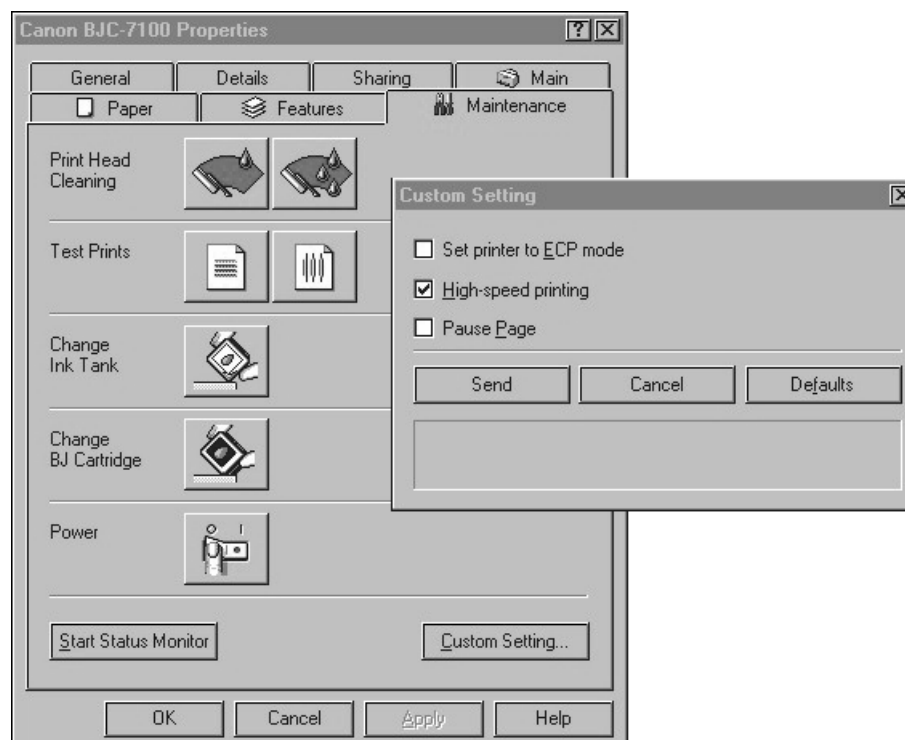 Canon BJC-7100 Properties
General Details Sharing Main
Paper Features Maintenance
Print Head
Cleaning
Test Prints
Change
Ink Tank
Change
BJ Cartridge
Power
Start Status Monitor
Custom Setting...
OK Cancel Apply Help
Custom Setting
Set printer to ECP mode
High-speed printing
Pause Page
Send Cancel Defaults